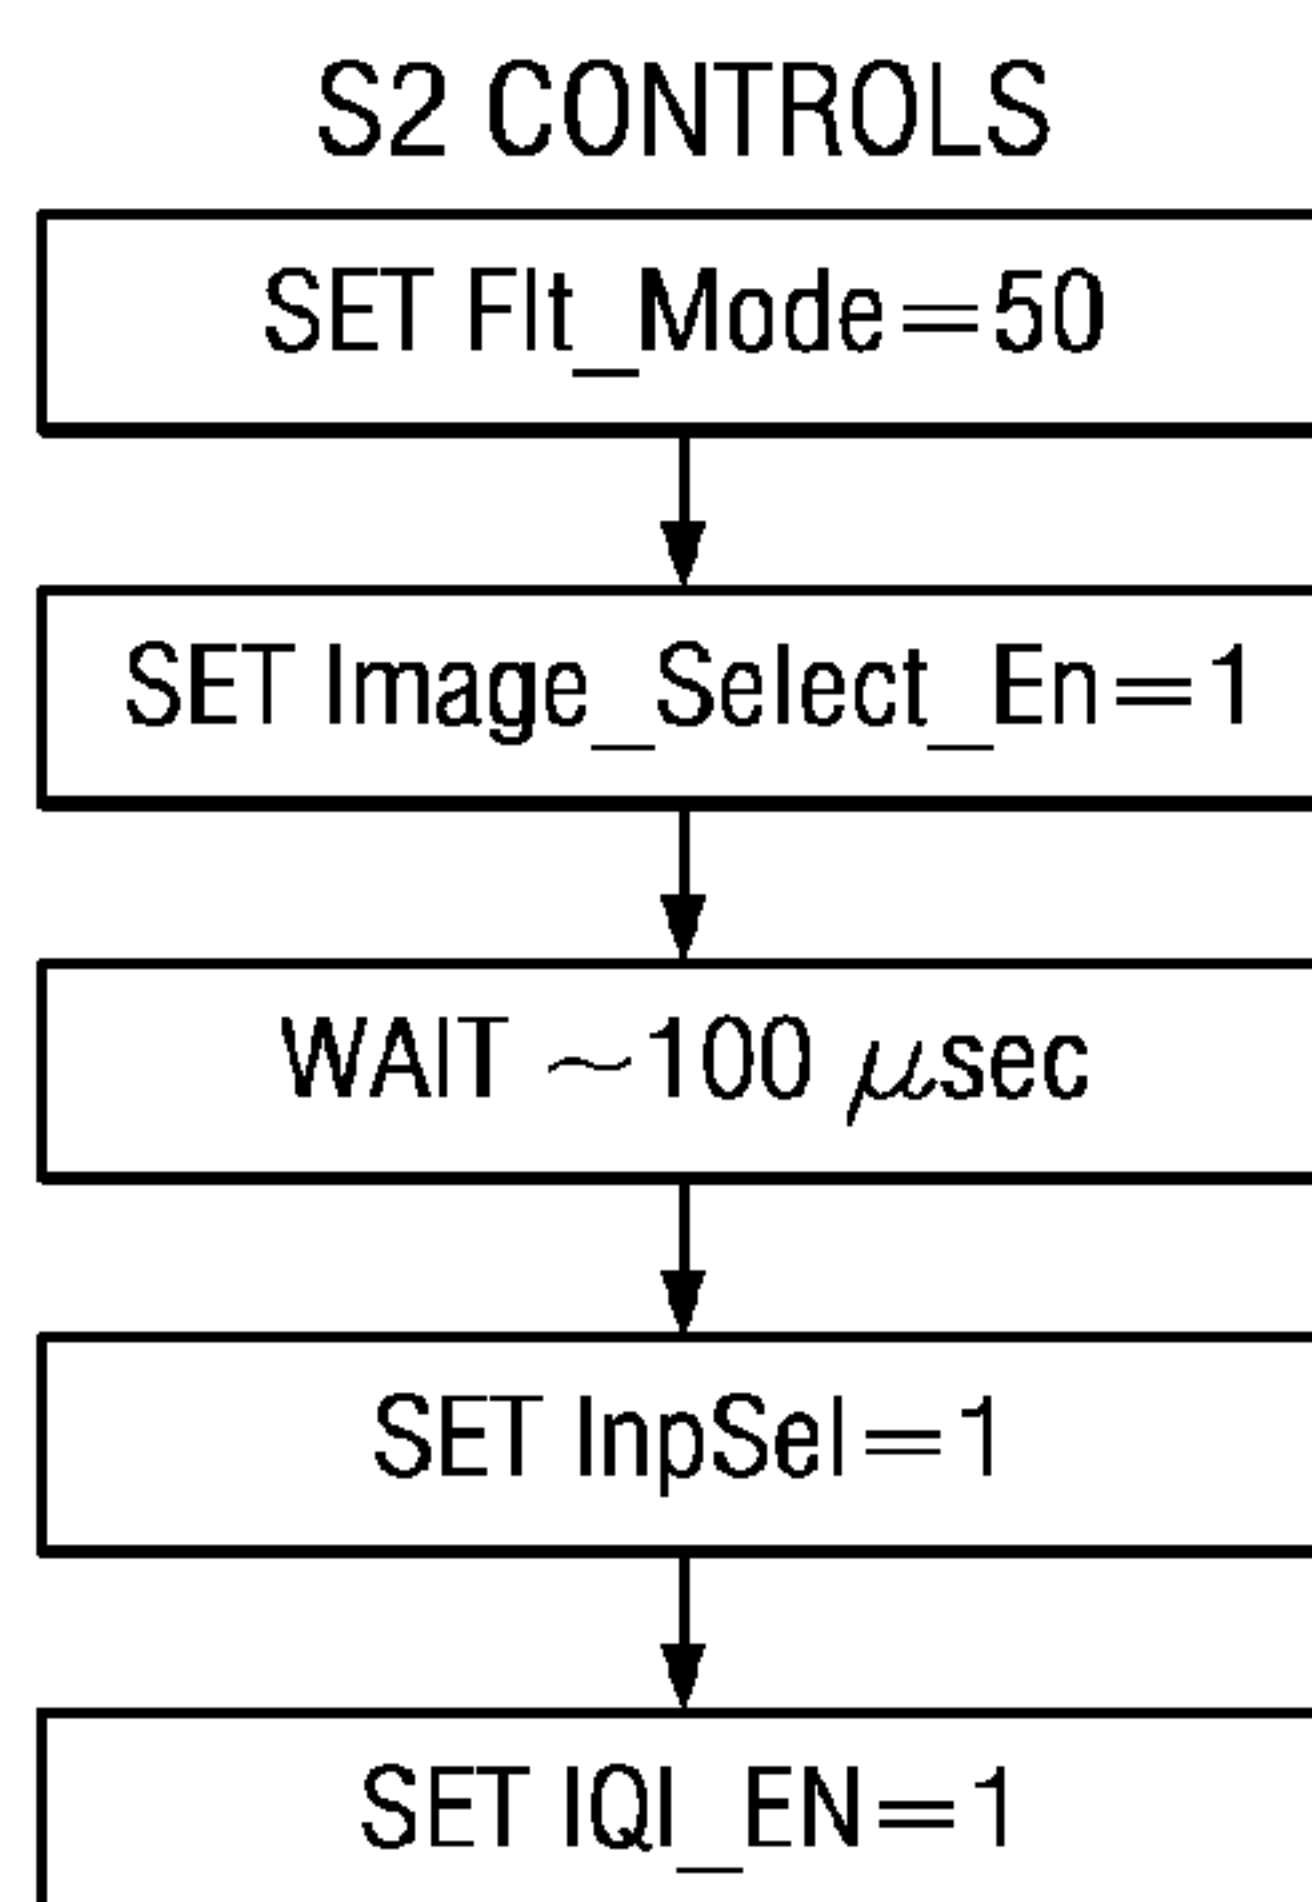 S2 CONTROLS
SET Flt_Mode=50
SET Image_Select_En=1
WAIT ~100 μsec
SET InpSel=1
SET IQI_EN=1